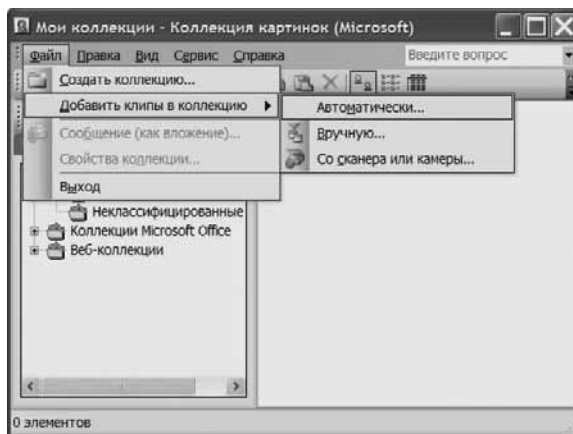 Мои коллекции - Коллекция картинок (Microsoft)
Файл Правка Вид Сервис Справка Введите вопрос
Создать коллекцию...
Добавить клипы в коллекцию
Автоматически...
Сообщение (как вложение)...
Вручную...
Свойства коллекции...
Со сканера или камеры...
Выход
Неклассифицированные
Коллекции Microsoft Office
Веб-коллекции
0 элементов